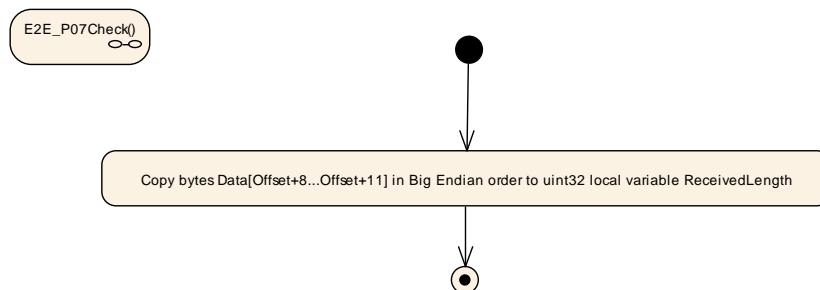 E2E_P07Check()
Copy bytes Data[Offset+8...Offset+11] in Big Endian order to uint32 local variable ReceivedLength